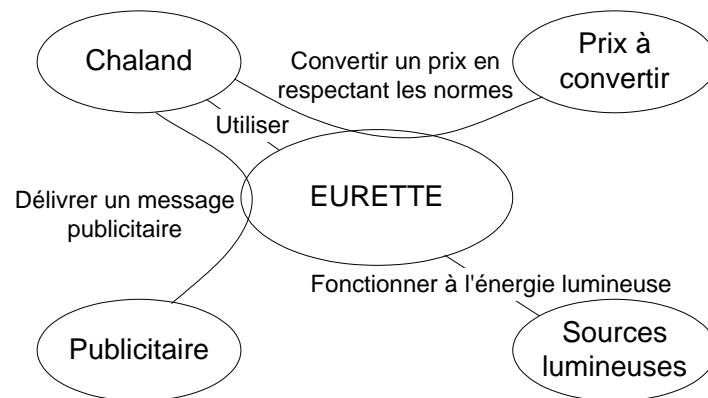 Chaland
Convertir un prix en
respectant les normes
Prix à
convertir
Utiliser
EURETTE
Délivrer un message
publicitaire
Fonctionner à l'énergie lumineuse
Publicitaire
Sources
lumineuses